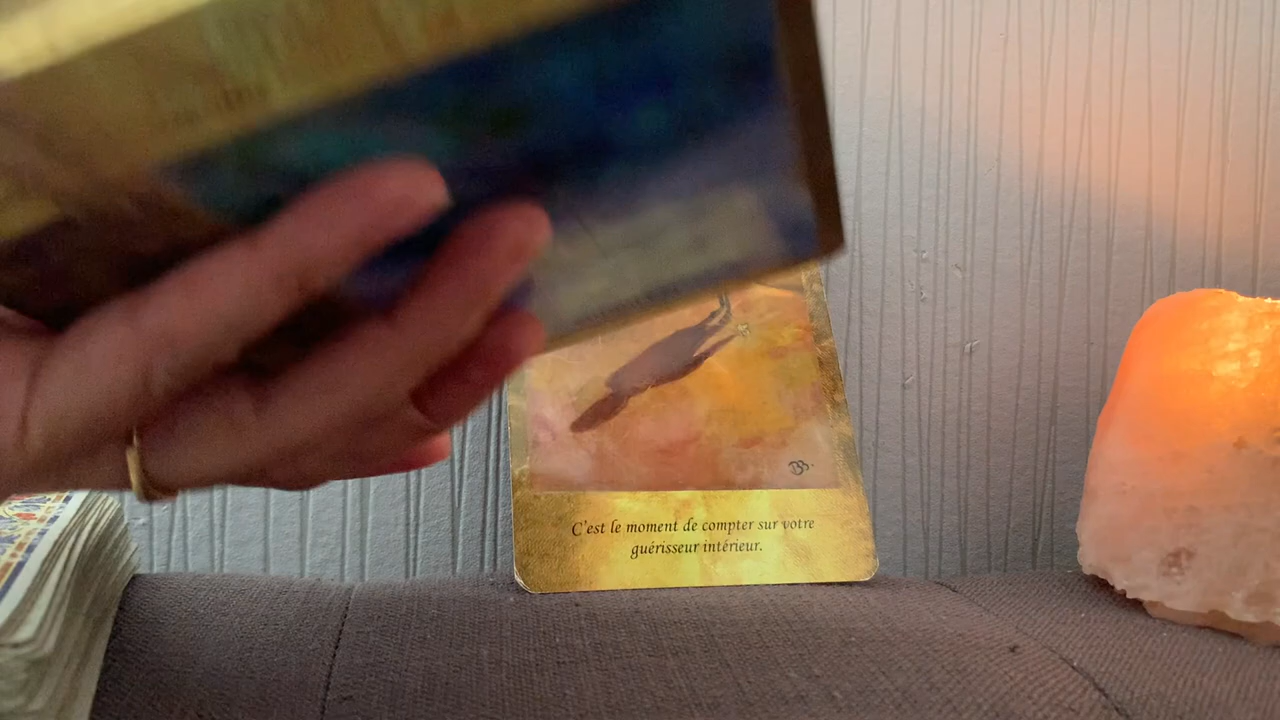 C'est le moment de compter sur votre
guérisseur intérieur.